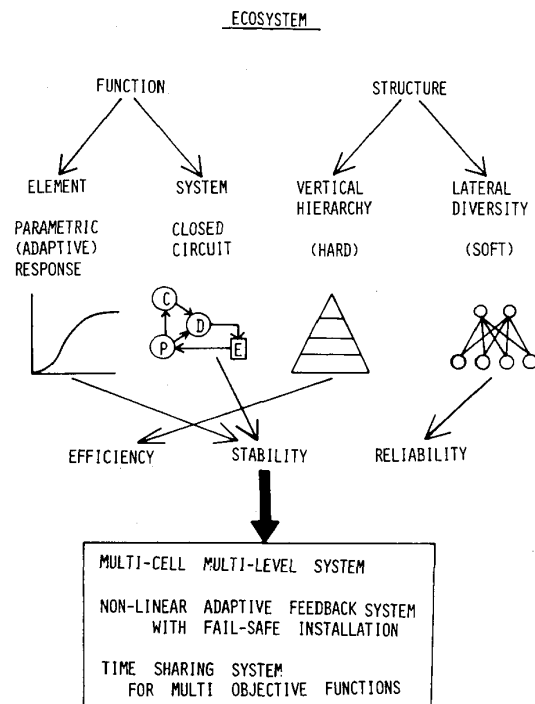 ECOSYSTEM
FUNCTION
STRUCTURE
ELEMENT
SYSTEM
VERTICAL
HIERARCHY
LATERAL
DIVERSITY
PARAMETRIC
(ADAPTIVE)
RESPONSE
CLOSED
CIRCUIT
(HARD)
(SOFT)
C
D
P
E
EFFICIENCY
STABILITY
RELIABILITY
MULTI-CELL MULTI-LEVEL SYSTEM
NON-LINEAR ADAPTIVE FEEDBACK SYSTEM
WITH FAIL-SAFE INSTALLATION
TIME SHARING SYSTEM
FOR MULTI OBJECTIVE FUNCTIONS